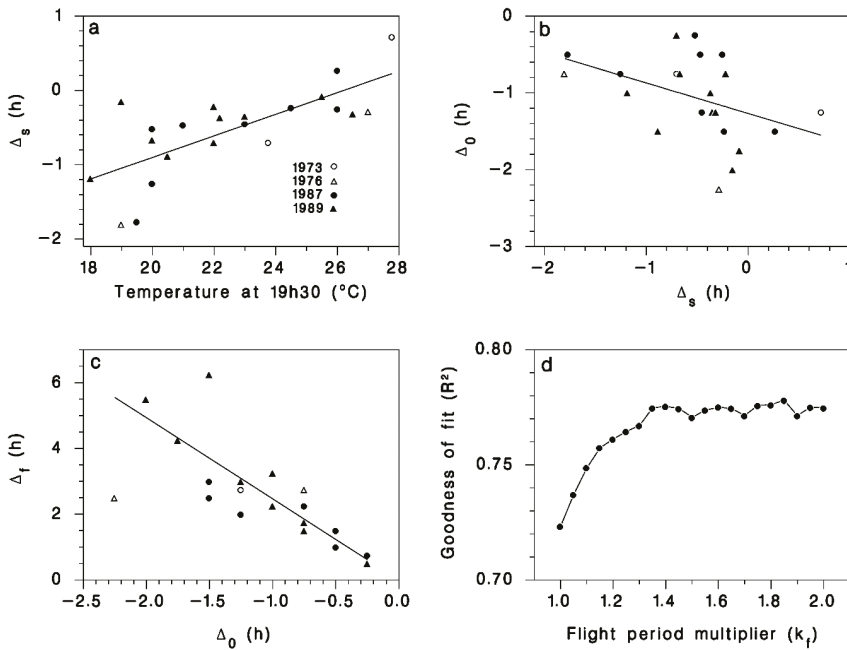 a
1
0
−1
−2
Δs (h)
1973
1976
1987
1989
18 20 22 24 26 28
Temperature at 19h30 (°C)
b
−0
−1
−2
−3
Δ0 (h)
−2 −1 0 1
Δs (h)
c
6
4
2
0
Δf (h)
−2.5 −2.0 −1.5 −1.0 −0.5 0.0
Δ0 (h)
d
0.80
0.75
0.70
Goodness of fit (R²)
1.0 1.2 1.4 1.6 1.8 2.0
Flight period multiplier (kf)